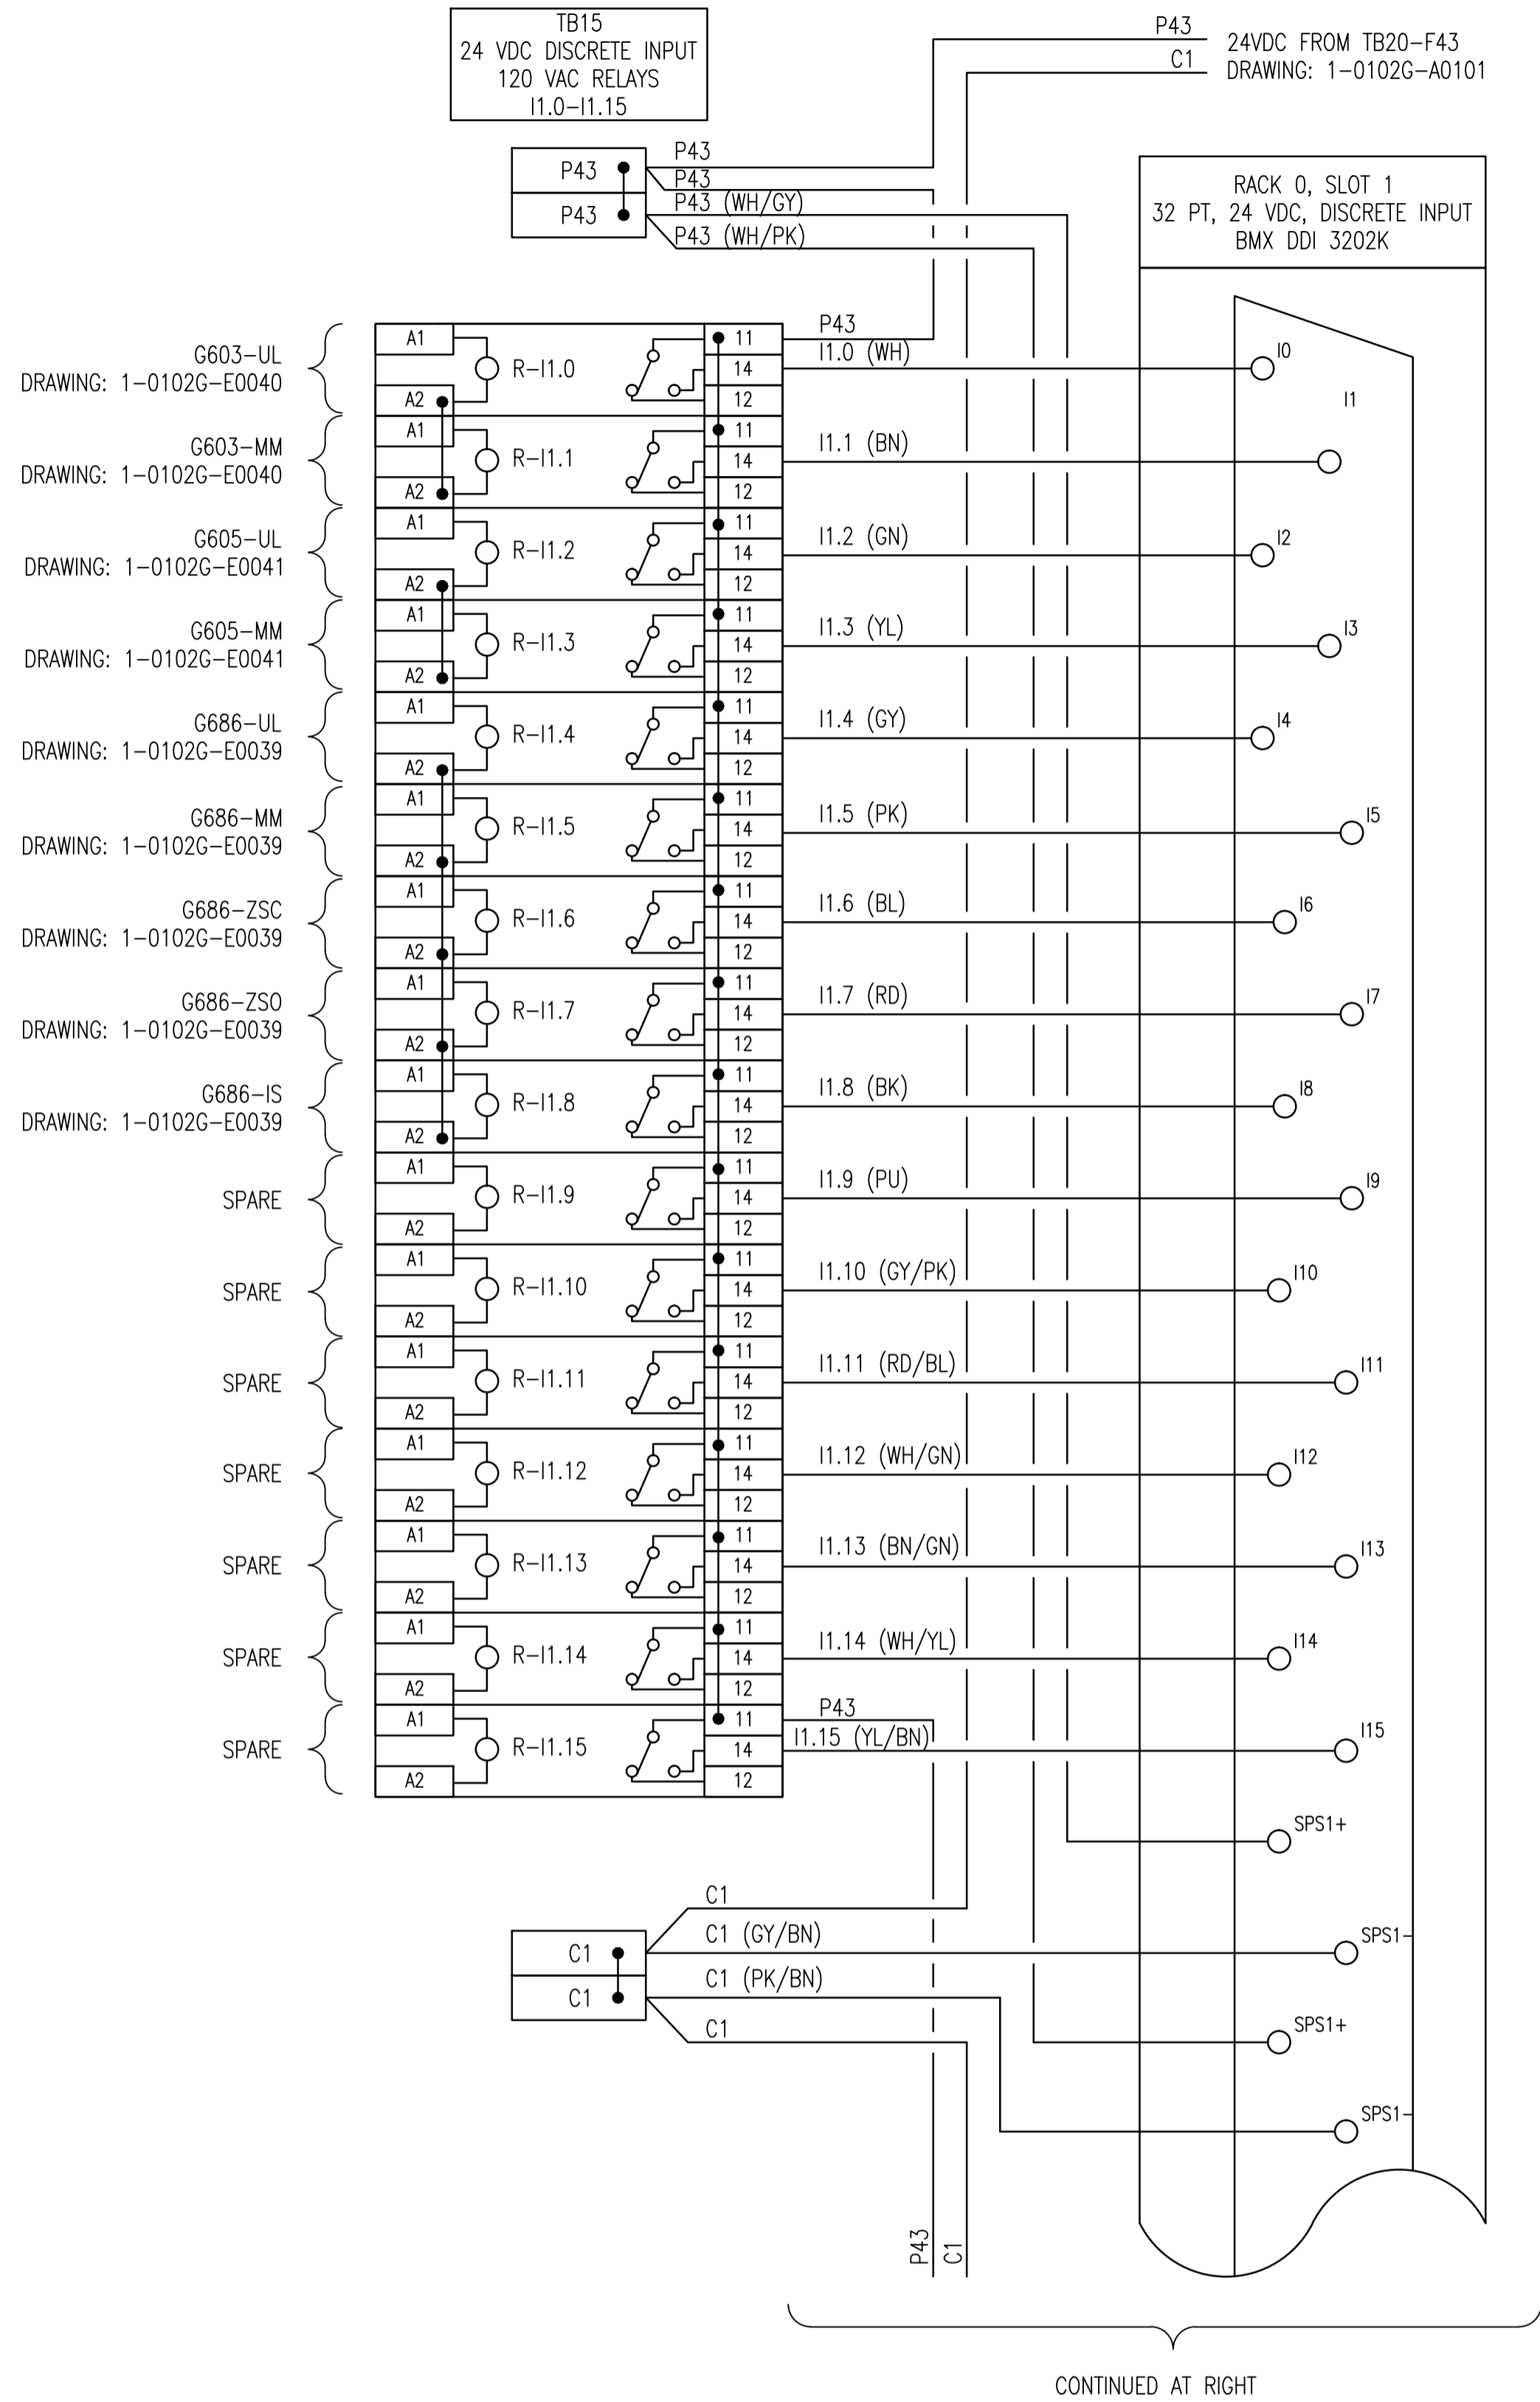 TB15
24 VDC DISCRETE INPUT
120 VAC RELAYS
I1.0-I1.15
P43
C1
24VDC FROM TB20-F43
DRAWING: 1-0102G-A0101
P43
P43
P43
P43
P43 (WH/GY)
P43 (WH/PK)
RACK 0, SLOT 1
32 PT, 24 VDC, DISCRETE INPUT
BMX DDI 3202K
G603-UL
DRAWING: 1-0102G-E0040
A1
A2
R-I1.0
11
14
12
P43
I1.0 (WH)
I0
G603-MM
DRAWING: 1-0102G-E0040
A1
A2
R-I1.1
11
14
12
I1.1 (BN)
I1
G605-UL
DRAWING: 1-0102G-E0041
A1
A2
R-I1.2
11
14
12
I1.2 (GN)
I2
G605-MM
DRAWING: 1-0102G-E0041
A1
A2
R-I1.3
11
14
12
I1.3 (YL)
I3
G686-UL
DRAWING: 1-0102G-E0039
A1
A2
R-I1.4
11
14
12
I1.4 (GY)
I4
G686-MM
DRAWING: 1-0102G-E0039
A1
A2
R-I1.5
11
14
12
I1.5 (PK)
I5
G686-ZSC
DRAWING: 1-0102G-E0039
A1
A2
R-I1.6
11
14
12
I1.6 (BL)
I6
G686-ZSO
DRAWING: 1-0102G-E0039
A1
A2
R-I1.7
11
14
12
I1.7 (RD)
I7
G686-IS
DRAWING: 1-0102G-E0039
A1
A2
R-I1.8
11
14
12
I1.8 (BK)
I8
SPARE
A1
A2
R-I1.9
11
14
12
I1.9 (PU)
I9
SPARE
A1
A2
R-I1.10
11
14
12
I1.10 (GY/PK)
I10
SPARE
A1
A2
R-I1.11
11
14
12
I1.11 (RD/BL)
I11
SPARE
A1
A2
R-I1.12
11
14
12
I1.12 (WH/GN)
I12
SPARE
A1
A2
R-I1.13
11
14
12
I1.13 (BN/GN)
I13
SPARE
A1
A2
R-I1.14
11
14
12
I1.14 (WH/YL)
I14
SPARE
A1
A2
R-I1.15
11
14
12
P43
I1.15 (YL/BN)
I15
SPS1+
C1
C1
C1
C1 (GY/BN)
SPS1-
C1 (PK/BN)
C1
SPS1+
SPS1-
P43
C1
CONTINUED AT RIGHT